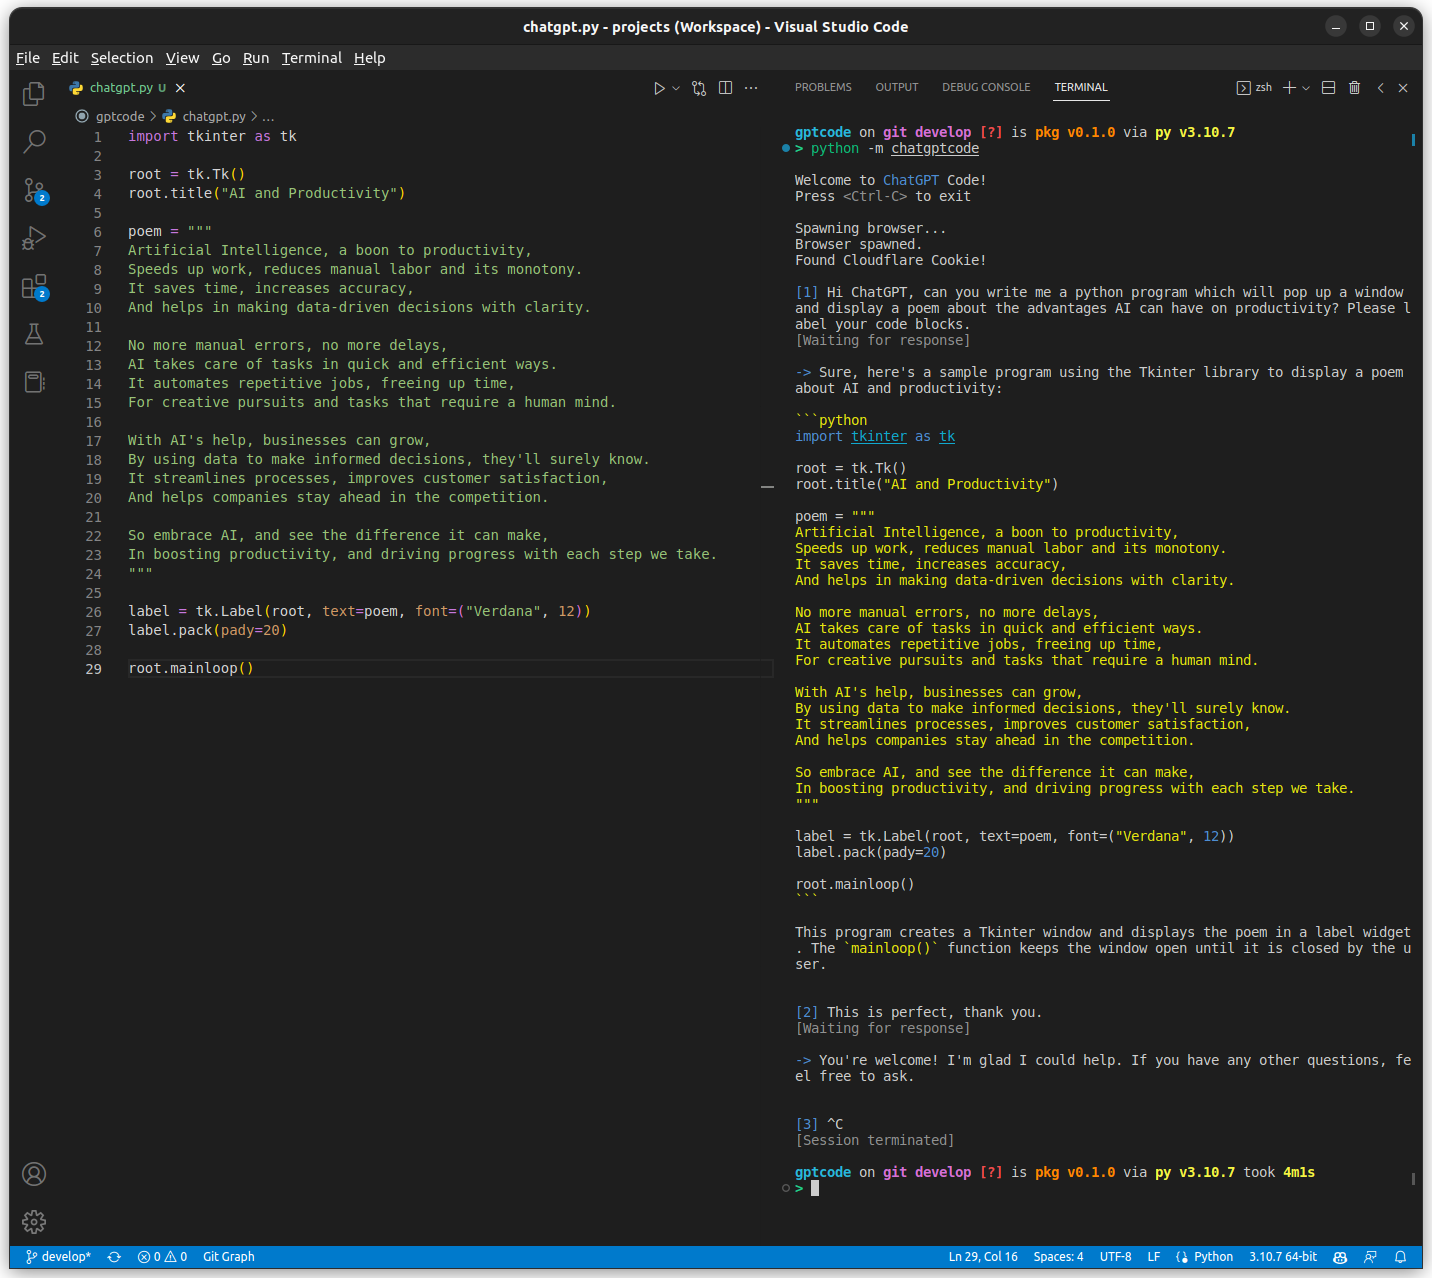 chatgpt.py - projects (Workspace) - Visual Studio Code
File Edit Selection View Go Run Terminal Help
chatgpt.py U
gptcode > chatgpt.py > ...
1 import tkinter as tk
2
3 root = tk.Tk()
4 root.title("AI and Productivity")
5
6 poem = """
7 Artificial Intelligence, a boon to productivity,
8 Speeds up work, reduces manual labor and its monotony.
9 It saves time, increases accuracy,
10 And helps in making data-driven decisions with clarity.
11
12 No more manual errors, no more delays,
13 AI takes care of tasks in quick and efficient ways.
14 It automates repetitive jobs, freeing up time,
15 For creative pursuits and tasks that require a human mind.
16
17 With AI's help, businesses can grow,
18 By using data to make informed decisions, they'll surely know.
19 It streamlines processes, improves customer satisfaction,
20 And helps companies stay ahead in the competition.
21
22 So embrace AI, and see the difference it can make,
23 In boosting productivity, and driving progress with each step we take.
24 """
25
26 label = tk.Label(root, text=poem, font=("Verdana", 12))
27 label.pack(pady=20)
28
29 root.mainloop()
2
2
PROBLEMS OUTPUT DEBUG CONSOLE TERMINAL
zsh
gptcode on git develop [?] is pkg v0.1.0 via py v3.10.7
> python -m chatgptcode
Welcome to ChatGPT Code!
Press <Ctrl-C> to exit
Spawning browser...
Browser spawned.
Found Cloudflare Cookie!
[1] Hi ChatGPT, can you write me a python program which will pop up a window
and display a poem about the advantages AI can have on productivity? Please l
abel your code blocks.
[Waiting for response]
-> Sure, here's a sample program using the Tkinter library to display a poem
about AI and productivity:
```python
import tkinter as tk
root = tk.Tk()
root.title("AI and Productivity")
poem = """
Artificial Intelligence, a boon to productivity,
Speeds up work, reduces manual labor and its monotony.
It saves time, increases accuracy,
And helps in making data-driven decisions with clarity.
No more manual errors, no more delays,
AI takes care of tasks in quick and efficient ways.
It automates repetitive jobs, freeing up time,
For creative pursuits and tasks that require a human mind.
With AI's help, businesses can grow,
By using data to make informed decisions, they'll surely know.
It streamlines processes, improves customer satisfaction,
And helps companies stay ahead in the competition.
So embrace AI, and see the difference it can make,
In boosting productivity, and driving progress with each step we take.
"""
label = tk.Label(root, text=poem, font=("Verdana", 12))
label.pack(pady=20)
root.mainloop()
```
This program creates a Tkinter window and displays the poem in a label widget
. The `mainloop()` function keeps the window open until it is closed by the u
ser.
[2] This is perfect, thank you.
[Waiting for response]
-> You're welcome! I'm glad I could help. If you have any other questions, fe
el free to ask.
[3] ^C
[Session terminated]
gptcode on git develop [?] is pkg v0.1.0 via py v3.10.7 took 4m1s
>
develop* 0 0 Git Graph Ln 29, Col 16 Spaces: 4 UTF-8 LF Python 3.10.7 64-bit